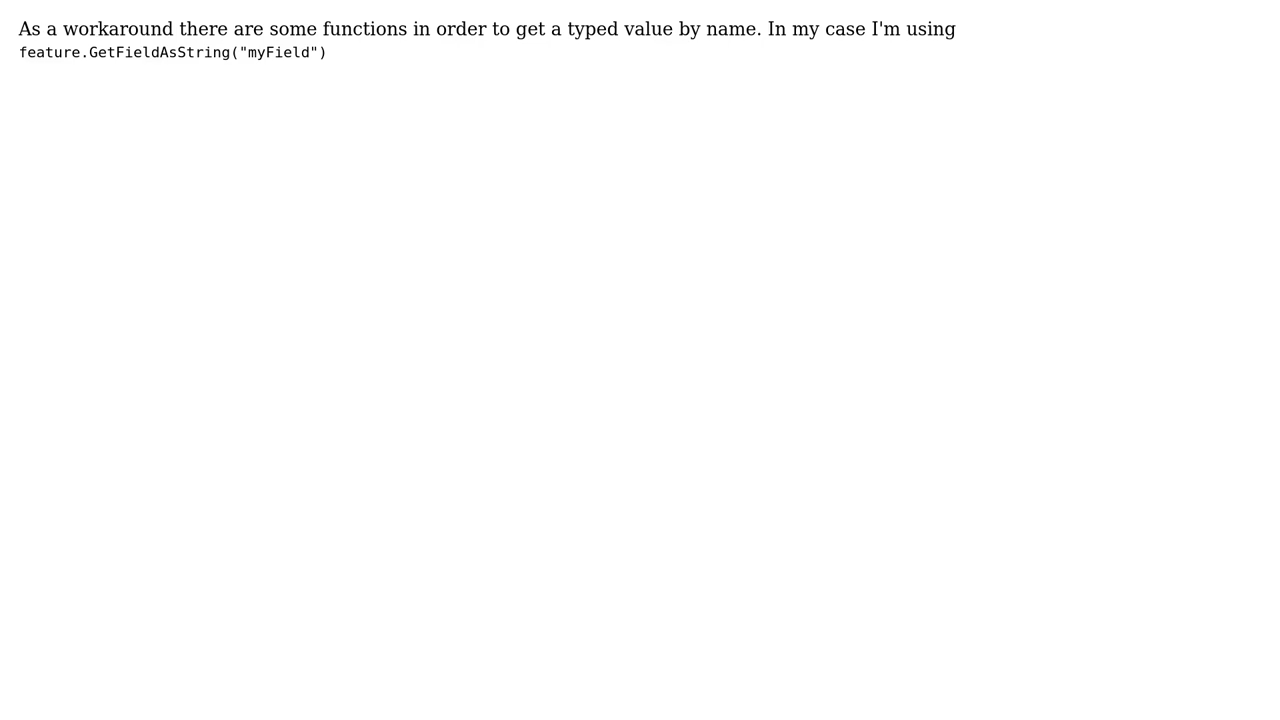 As a workaround there are some functions in order to get a typed value by name. In my case I'm using
feature.GetFieldAsString("myField")